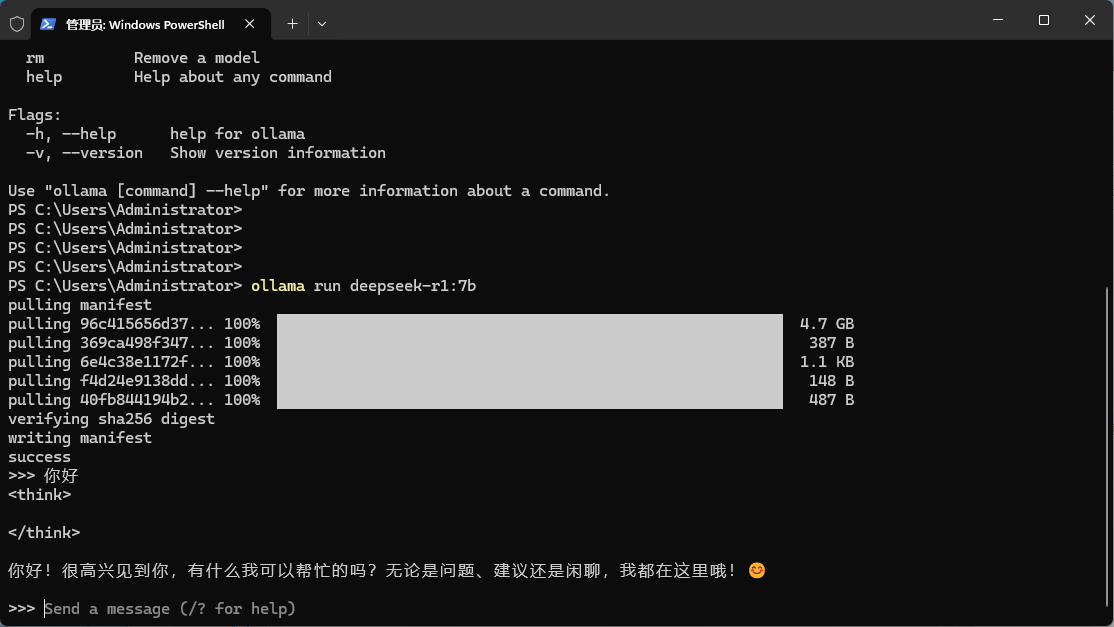 管理员: Windows PowerShell
rm Remove a model
help Help about any command
Flags:
-h, --help help for ollama
-v, --version Show version information
Use "ollama [command] --help" for more information about a command.
PS C:\Users\Administrator>
PS C:\Users\Administrator>
PS C:\Users\Administrator>
PS C:\Users\Administrator>
PS C:\Users\Administrator> ollama run deepseek-r1:7b
pulling manifest
pulling 96c415656d37... 100% 4.7 GB
pulling 369ca498f347... 100% 387 B
pulling 6e4c38e1172f... 100% 1.1 KB
pulling f4d24e9138dd... 100% 148 B
pulling 40fb844194b2... 100% 487 B
verifying sha256 digest
writing manifest
success
>>> 你好
<think>
</think>
你好！很高兴见到你，有什么我可以帮忙的吗？无论是问题、建议还是闲聊，我都在这里哦！😊
>>> Send a message (/? for help)